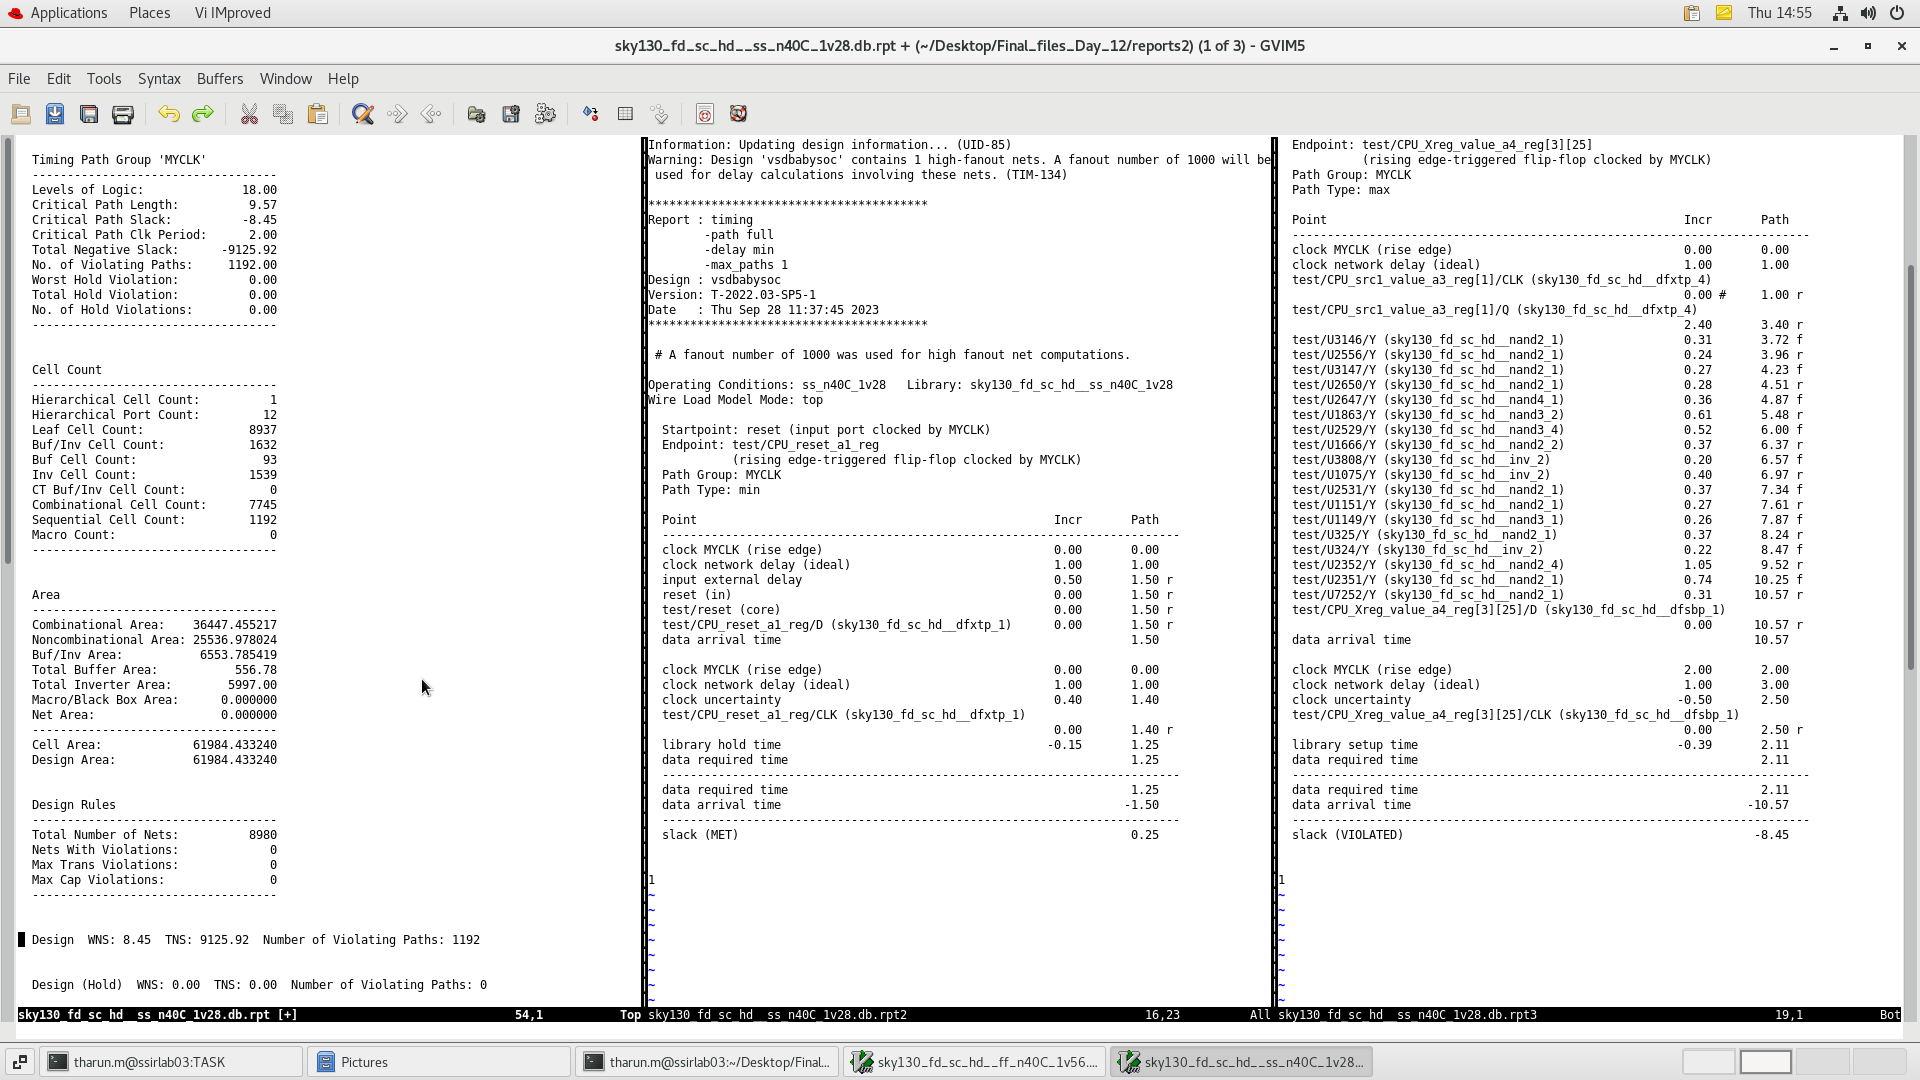 Applications Places Vi IMproved Thu 14:55
sky130_fd_sc_hd__ss_n40C_1v28.db.rpt + (~/Desktop/Final_files_Day_12/reports2) (1 of 3) - GVIM5
File Edit Tools Syntax Buffers Window Help
Timing Path Group 'MYCLK'
-----------------------------------
Levels of Logic: 18.00
Critical Path Length: 9.57
Critical Path Slack: -8.45
Critical Path Clk Period: 2.00
Total Negative Slack: -9125.92
No. of Violating Paths: 1192.00
Worst Hold Violation: 0.00
Total Hold Violation: 0.00
No. of Hold Violations: 0.00
-----------------------------------
Cell Count
-----------------------------------
Hierarchical Cell Count: 1
Hierarchical Port Count: 12
Leaf Cell Count: 8937
Buf/Inv Cell Count: 1632
Buf Cell Count: 93
Inv Cell Count: 1539
CT Buf/Inv Cell Count: 0
Combinational Cell Count: 7745
Sequential Cell Count: 1192
Macro Count: 0
-----------------------------------
Area
-----------------------------------
Combinational Area: 36447.455217
Noncombinational Area: 25536.978024
Buf/Inv Area: 6553.785419
Total Buffer Area: 556.78
Total Inverter Area: 5997.00
Macro/Black Box Area: 0.000000
Net Area: 0.000000
-----------------------------------
Cell Area: 61984.433240
Design Area: 61984.433240
Design Rules
-----------------------------------
Total Number of Nets: 8980
Nets With Violations: 0
Max Trans Violations: 0
Max Cap Violations: 0
-----------------------------------
Design WNS: 8.45 TNS: 9125.92 Number of Violating Paths: 1192
Design (Hold) WNS: 0.00 TNS: 0.00 Number of Violating Paths: 0
sky130_fd_sc_hd__ss_n40C_1v28.db.rpt [+] 54,1 Top
Information: Updating design information... (UID-85)
Warning: Design 'vsdbabysoc' contains 1 high-fanout nets. A fanout number of 1000 will be
used for delay calculations involving these nets. (TIM-134)
****************************************
Report : timing
-path full
-delay min
-max_paths 1
Design : vsdbabysoc
Version: T-2022.03-SP5-1
Date : Thu Sep 28 11:37:45 2023
****************************************
# A fanout number of 1000 was used for high fanout net computations.
Operating Conditions: ss_n40C_1v28 Library: sky130_fd_sc_hd__ss_n40C_1v28
Wire Load Model Mode: top
Startpoint: reset (input port clocked by MYCLK)
Endpoint: test/CPU_reset_a1_reg
(rising edge-triggered flip-flop clocked by MYCLK)
Path Group: MYCLK
Path Type: min
Point Incr Path
--------------------------------------------------------------------------
clock MYCLK (rise edge) 0.00 0.00
clock network delay (ideal) 1.00 1.00
input external delay 0.50 1.50 r
reset (in) 0.00 1.50 r
test/reset (core) 0.00 1.50 r
test/CPU_reset_a1_reg/D (sky130_fd_sc_hd__dfxtp_1) 0.00 1.50 r
data arrival time 1.50
clock MYCLK (rise edge) 0.00 0.00
clock network delay (ideal) 1.00 1.00
clock uncertainty 0.40 1.40
test/CPU_reset_a1_reg/CLK (sky130_fd_sc_hd__dfxtp_1)
0.00 1.40 r
library hold time -0.15 1.25
data required time 1.25
--------------------------------------------------------------------------
data required time 1.25
data arrival time -1.50
--------------------------------------------------------------------------
slack (MET) 0.25
1
~
~
~
~
~
~
~
~
sky130_fd_sc_hd__ss_n40C_1v28.db.rpt2 16,23 All
Endpoint: test/CPU_Xreg_value_a4_reg[3][25]
(rising edge-triggered flip-flop clocked by MYCLK)
Path Group: MYCLK
Path Type: max
Point Incr Path
--------------------------------------------------------------------------
clock MYCLK (rise edge) 0.00 0.00
clock network delay (ideal) 1.00 1.00
test/CPU_src1_value_a3_reg[1]/CLK (sky130_fd_sc_hd__dfxtp_4)
0.00 # 1.00 r
test/CPU_src1_value_a3_reg[1]/Q (sky130_fd_sc_hd__dfxtp_4)
2.40 3.40 r
test/U3146/Y (sky130_fd_sc_hd__nand2_1) 0.31 3.72 f
test/U2556/Y (sky130_fd_sc_hd__nand2_1) 0.24 3.96 r
test/U3147/Y (sky130_fd_sc_hd__nand2_1) 0.27 4.23 f
test/U2650/Y (sky130_fd_sc_hd__nand2_1) 0.28 4.51 r
test/U2647/Y (sky130_fd_sc_hd__nand4_1) 0.36 4.87 f
test/U1863/Y (sky130_fd_sc_hd__nand3_2) 0.61 5.48 r
test/U2529/Y (sky130_fd_sc_hd__nand3_4) 0.52 6.00 f
test/U1666/Y (sky130_fd_sc_hd__nand2_2) 0.37 6.37 r
test/U3808/Y (sky130_fd_sc_hd__inv_2) 0.20 6.57 f
test/U1075/Y (sky130_fd_sc_hd__inv_2) 0.40 6.97 r
test/U2531/Y (sky130_fd_sc_hd__nand2_1) 0.37 7.34 f
test/U1151/Y (sky130_fd_sc_hd__nand2_1) 0.27 7.61 r
test/U1149/Y (sky130_fd_sc_hd__nand3_1) 0.26 7.87 f
test/U325/Y (sky130_fd_sc_hd__nand2_1) 0.37 8.24 r
test/U324/Y (sky130_fd_sc_hd__inv_2) 0.22 8.47 f
test/U2352/Y (sky130_fd_sc_hd__nand2_4) 1.05 9.52 r
test/U2351/Y (sky130_fd_sc_hd__nand2_1) 0.74 10.25 f
test/U7252/Y (sky130_fd_sc_hd__nand2_1) 0.31 10.57 r
test/CPU_Xreg_value_a4_reg[3][25]/D (sky130_fd_sc_hd__dfsbp_1)
0.00 10.57 r
data arrival time 10.57
clock MYCLK (rise edge) 2.00 2.00
clock network delay (ideal) 1.00 3.00
clock uncertainty -0.50 2.50
test/CPU_Xreg_value_a4_reg[3][25]/CLK (sky130_fd_sc_hd__dfsbp_1)
0.00 2.50 r
library setup time -0.39 2.11
data required time 2.11
--------------------------------------------------------------------------
data required time 2.11
data arrival time -10.57
--------------------------------------------------------------------------
slack (VIOLATED) -8.45
1
~
~
~
~
~
~
~
~
sky130_fd_sc_hd__ss_n40C_1v28.db.rpt3 19,1 Bot
tharun.m@ssirlab03:TASK Pictures tharun.m@ssirlab03:~/Desktop/Final... sky130_fd_sc_hd__ff_n40C_1v56.... sky130_fd_sc_hd__ss_n40C_1v28...